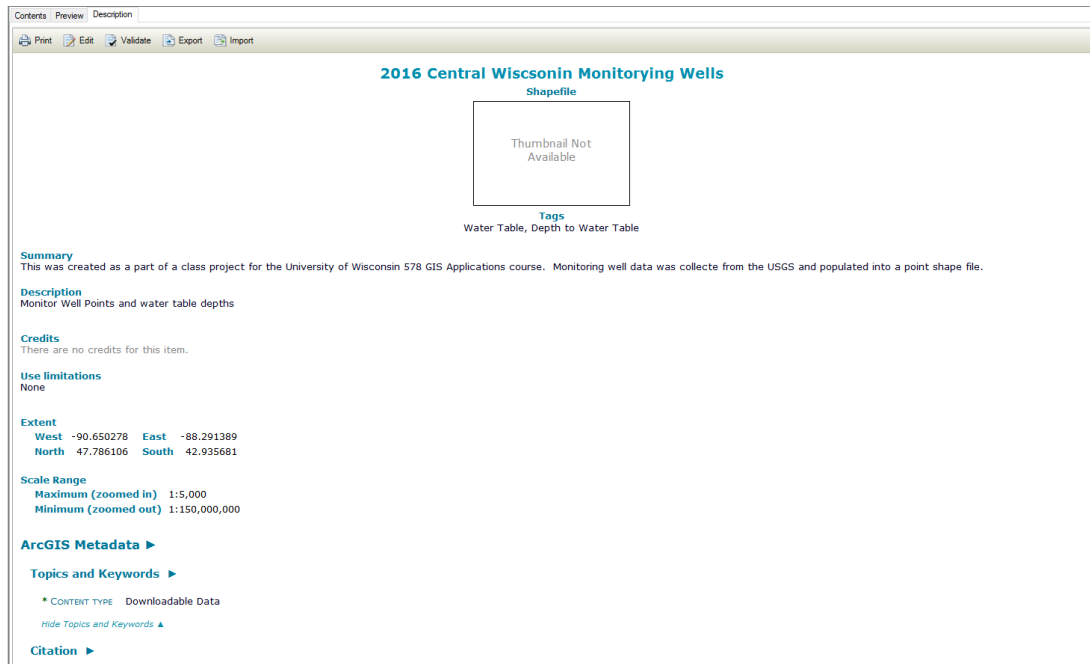 Contents Preview Description
Print Edit Validate Export Import
2016 Central Wiscsonin Monitorying Wells
Shapefile
Thumbnail Not
Available
Tags
Water Table, Depth to Water Table
Summary
This was created as a part of a class project for the University of Wisconsin 578 GIS Applications course. Monitoring well data was collecte from the USGS and populated into a point shape file.
Description
Monitor Well Points and water table depths
Credits
There are no credits for this item.
Use limitations
None
Extent
West -90.650278 East -88.291389
North 47.786106 South 42.935681
Scale Range
Maximum (zoomed in) 1:5,000
Minimum (zoomed out) 1:150,000,000
ArcGIS Metadata ►
Topics and Keywords ►
* CONTENT TYPE Downloadable Data
Hide Topics and Keywords ▲
Citation ►